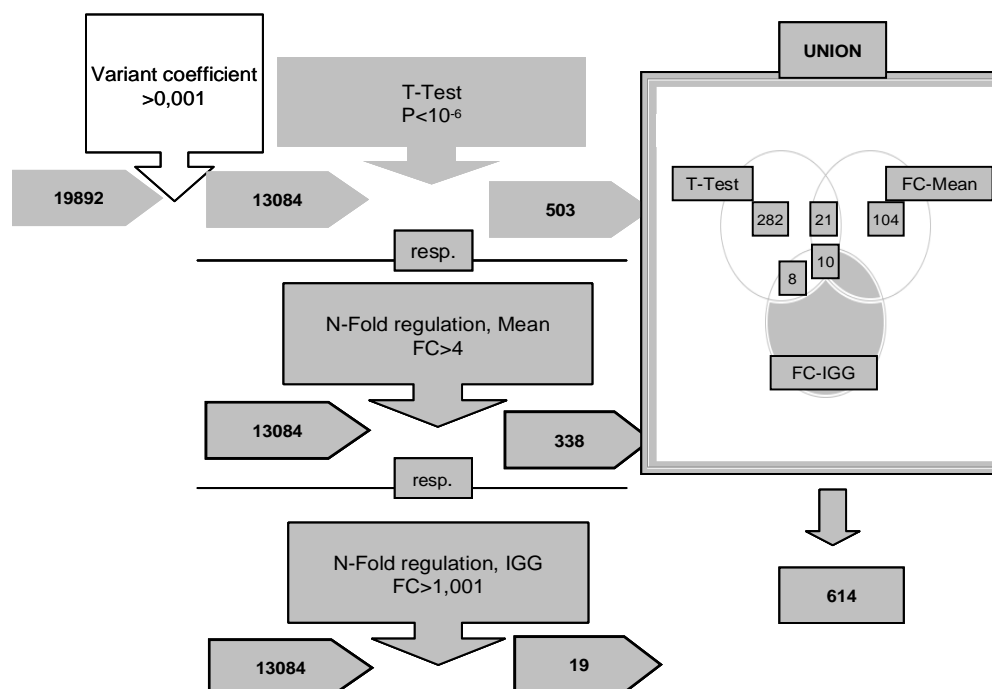 UNION
Variant coefficient
>0,001
T-Test
P<10⁻⁶
19892
13084
503
T-Test
FC-Mean
282
21
104
10
8
FC-IGG
resp.
N-Fold regulation, Mean
FC>4
13084
338
resp.
N-Fold regulation, IGG
FC>1,001
614
13084
19